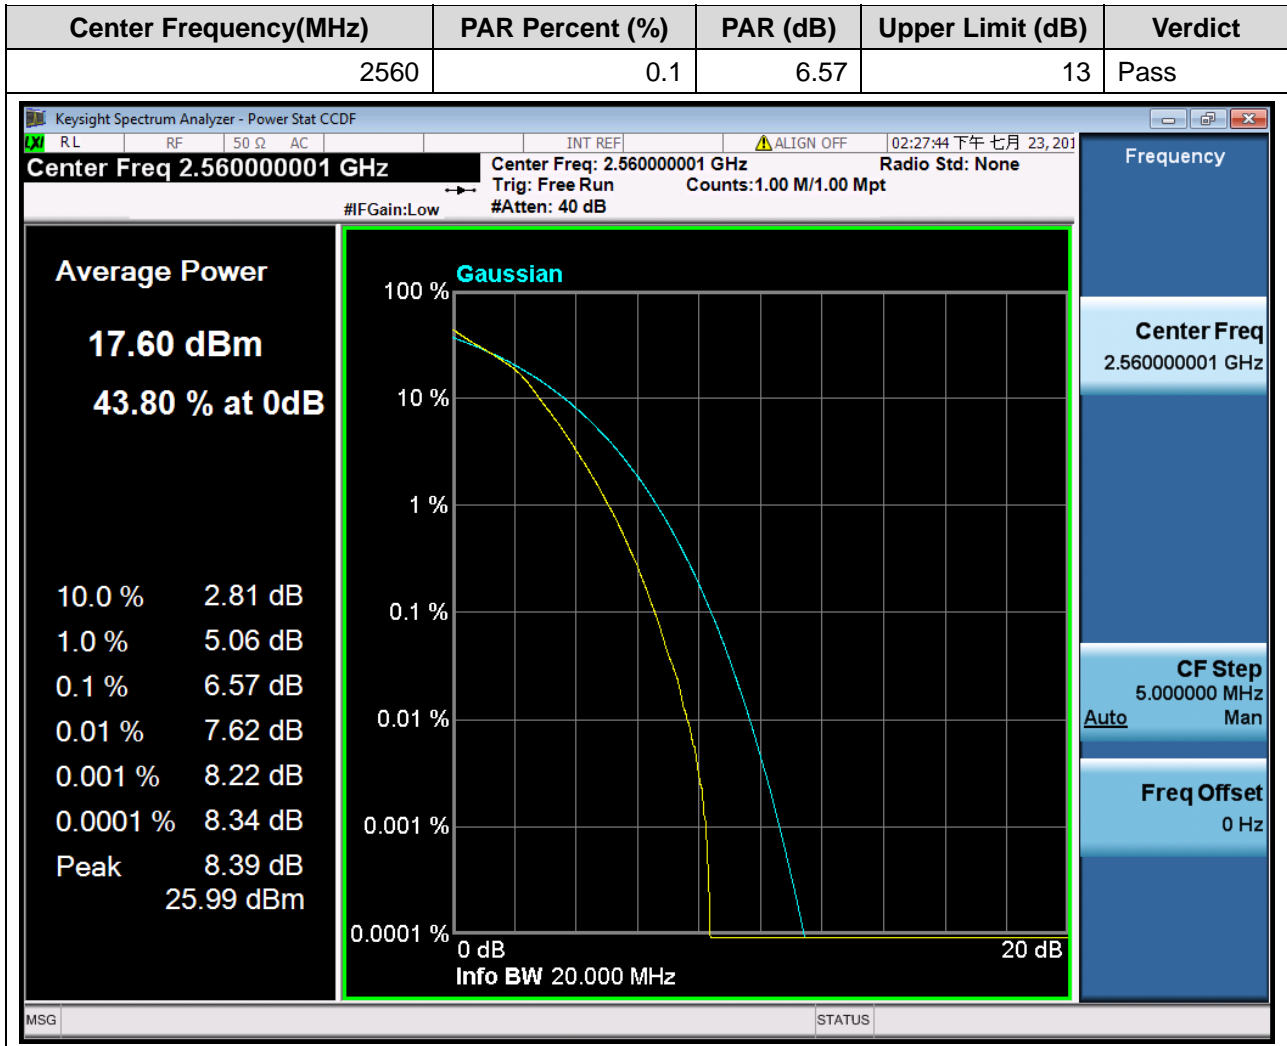 Center Frequency(MHz) PAR Percent (%) PAR (dB) Upper Limit (dB) Verdict
2560 0.1 6.57 13 Pass
Keysight Spectrum Analyzer - Power Stat CCDF
LXI RL RF 50 Ω AC INT REF ALIGN OFF 02:27:44 下午 七月 23, 201
Center Freq 2.560000001 GHz
Center Freq: 2.560000001 GHz Radio Std: None
Trig: Free Run Counts:1.00 M/1.00 Mpt
#IFGain:Low #Atten: 40 dB
Average Power
17.60 dBm
43.80 % at 0dB
10.0 % 2.81 dB
1.0 % 5.06 dB
0.1 % 6.57 dB
0.01 % 7.62 dB
0.001 % 8.22 dB
0.0001 % 8.34 dB
Peak 8.39 dB
25.99 dBm
Gaussian
100 %
10 %
1 %
0.1 %
0.01 %
0.001 %
0.0001 %
0 dB 20 dB
Info BW 20.000 MHz
Frequency
Center Freq
2.560000001 GHz
CF Step
5.000000 MHz
Auto Man
Freq Offset
0 Hz
MSG STATUS